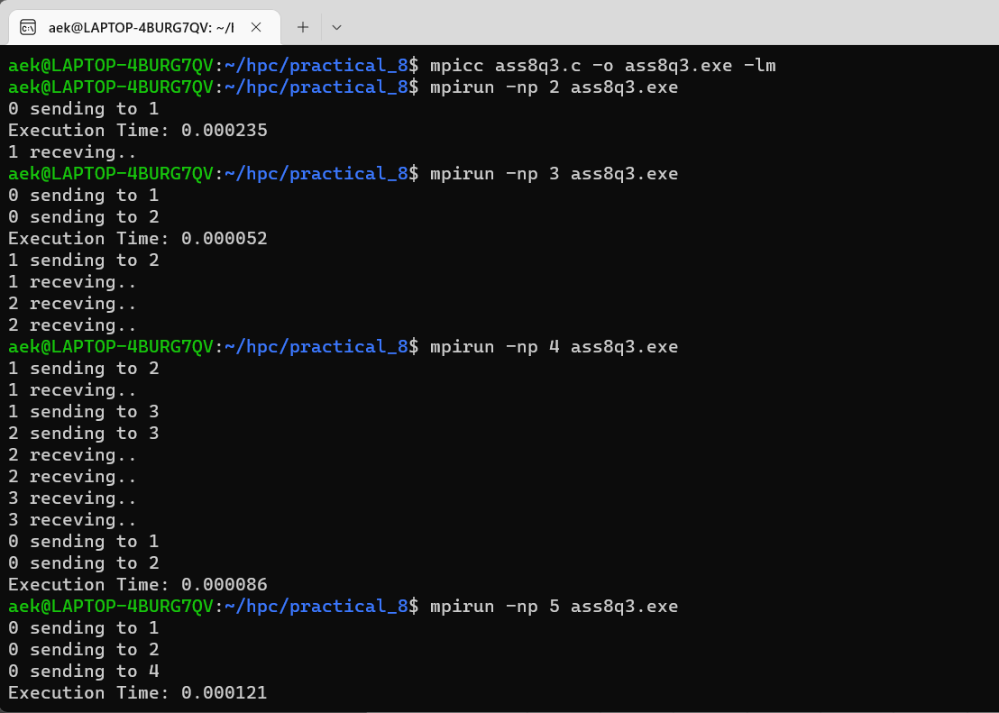 aek@LAPTOP-4BURG7QV: ~/l
aek@LAPTOP-4BURG7QV:~/hpc/practical_8$ mpicc ass8q3.c -o ass8q3.exe -lm
aek@LAPTOP-4BURG7QV:~/hpc/practical_8$ mpirun -np 2 ass8q3.exe
0 sending to 1
Execution Time: 0.000235
1 receving..
aek@LAPTOP-4BURG7QV:~/hpc/practical_8$ mpirun -np 3 ass8q3.exe
0 sending to 1
0 sending to 2
Execution Time: 0.000052
1 sending to 2
1 receving..
2 receving..
2 receving..
aek@LAPTOP-4BURG7QV:~/hpc/practical_8$ mpirun -np 4 ass8q3.exe
1 sending to 2
1 receving..
1 sending to 3
2 sending to 3
2 receving..
2 receving..
3 receving..
3 receving..
0 sending to 1
0 sending to 2
Execution Time: 0.000086
aek@LAPTOP-4BURG7QV:~/hpc/practical_8$ mpirun -np 5 ass8q3.exe
0 sending to 1
0 sending to 2
0 sending to 4
Execution Time: 0.000121